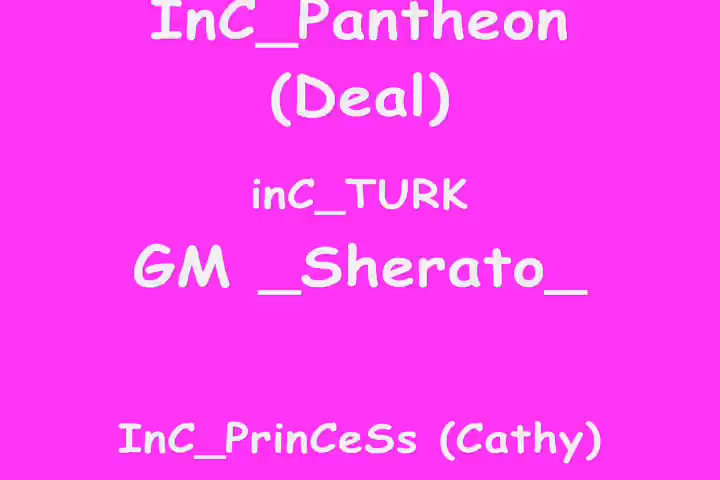 InC_Pantheon
(Deal)
inC_TURK
GM _Sherato_
InC_PrinCeSs (Cathy)